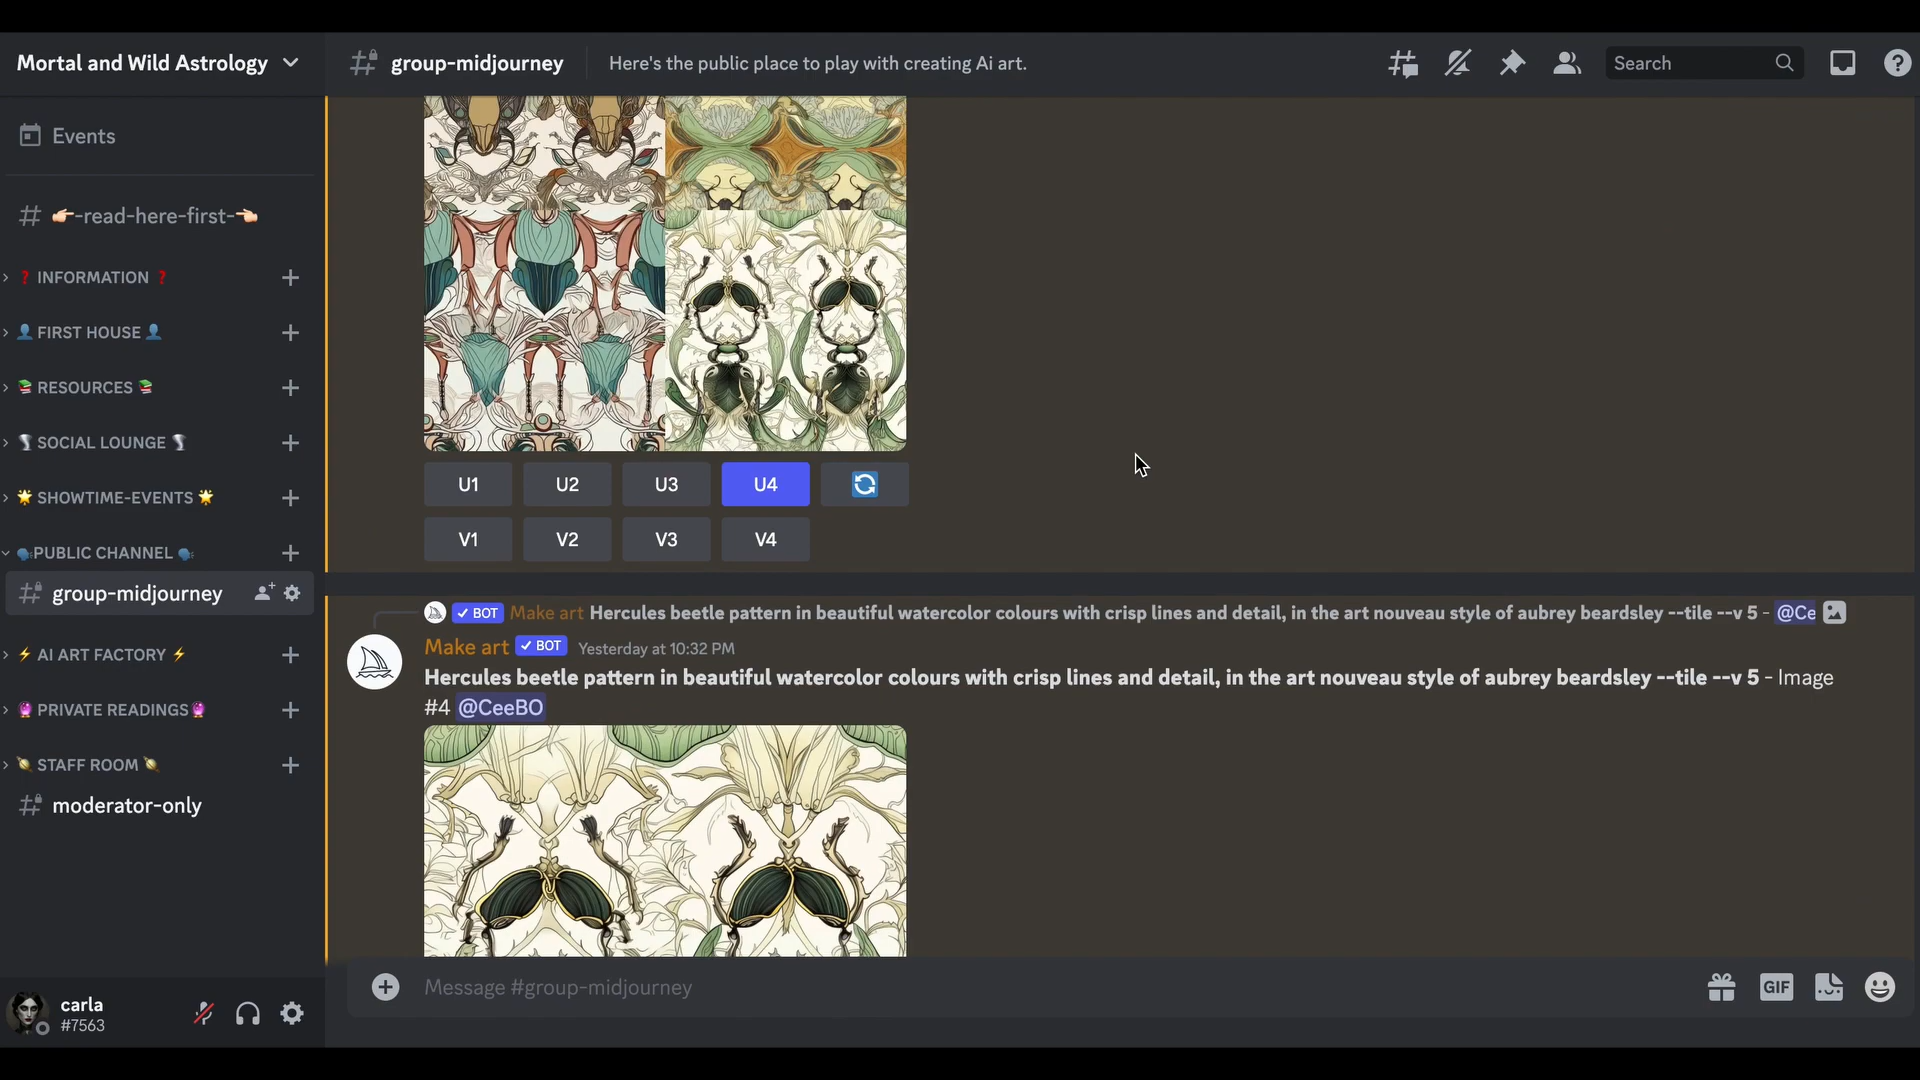 Mortal and Wild Astrology
group-midjourney
Here's the public place to play with creating Ai art.
Search
Events
👉🏻-read-here-first-👈🏻
❓ INFORMATION ❓
👤 FIRST HOUSE 👤
📚 RESOURCES 📚
SOCIAL LOUNGE
🌟 SHOWTIME-EVENTS 🌟
🗣️PUBLIC CHANNEL 🗣️
group-midjourney
⚡ AI ART FACTORY ⚡
🔮 PRIVATE READINGS🔮
STAFF ROOM
moderator-only
carla
#7563
U1 U2 U3 U4
V1 V2 V3 V4
BOT Make art Hercules beetle pattern in beautiful watercolor colours with crisp lines and detail, in the art nouveau style of aubrey beardsley --tile --v 5 - @Ce
Make art BOT Yesterday at 10:32 PM
Hercules beetle pattern in beautiful watercolor colours with crisp lines and detail, in the art nouveau style of aubrey beardsley --tile --v 5 - Image
#4 @CeeBO
Message #group-midjourney
GIF